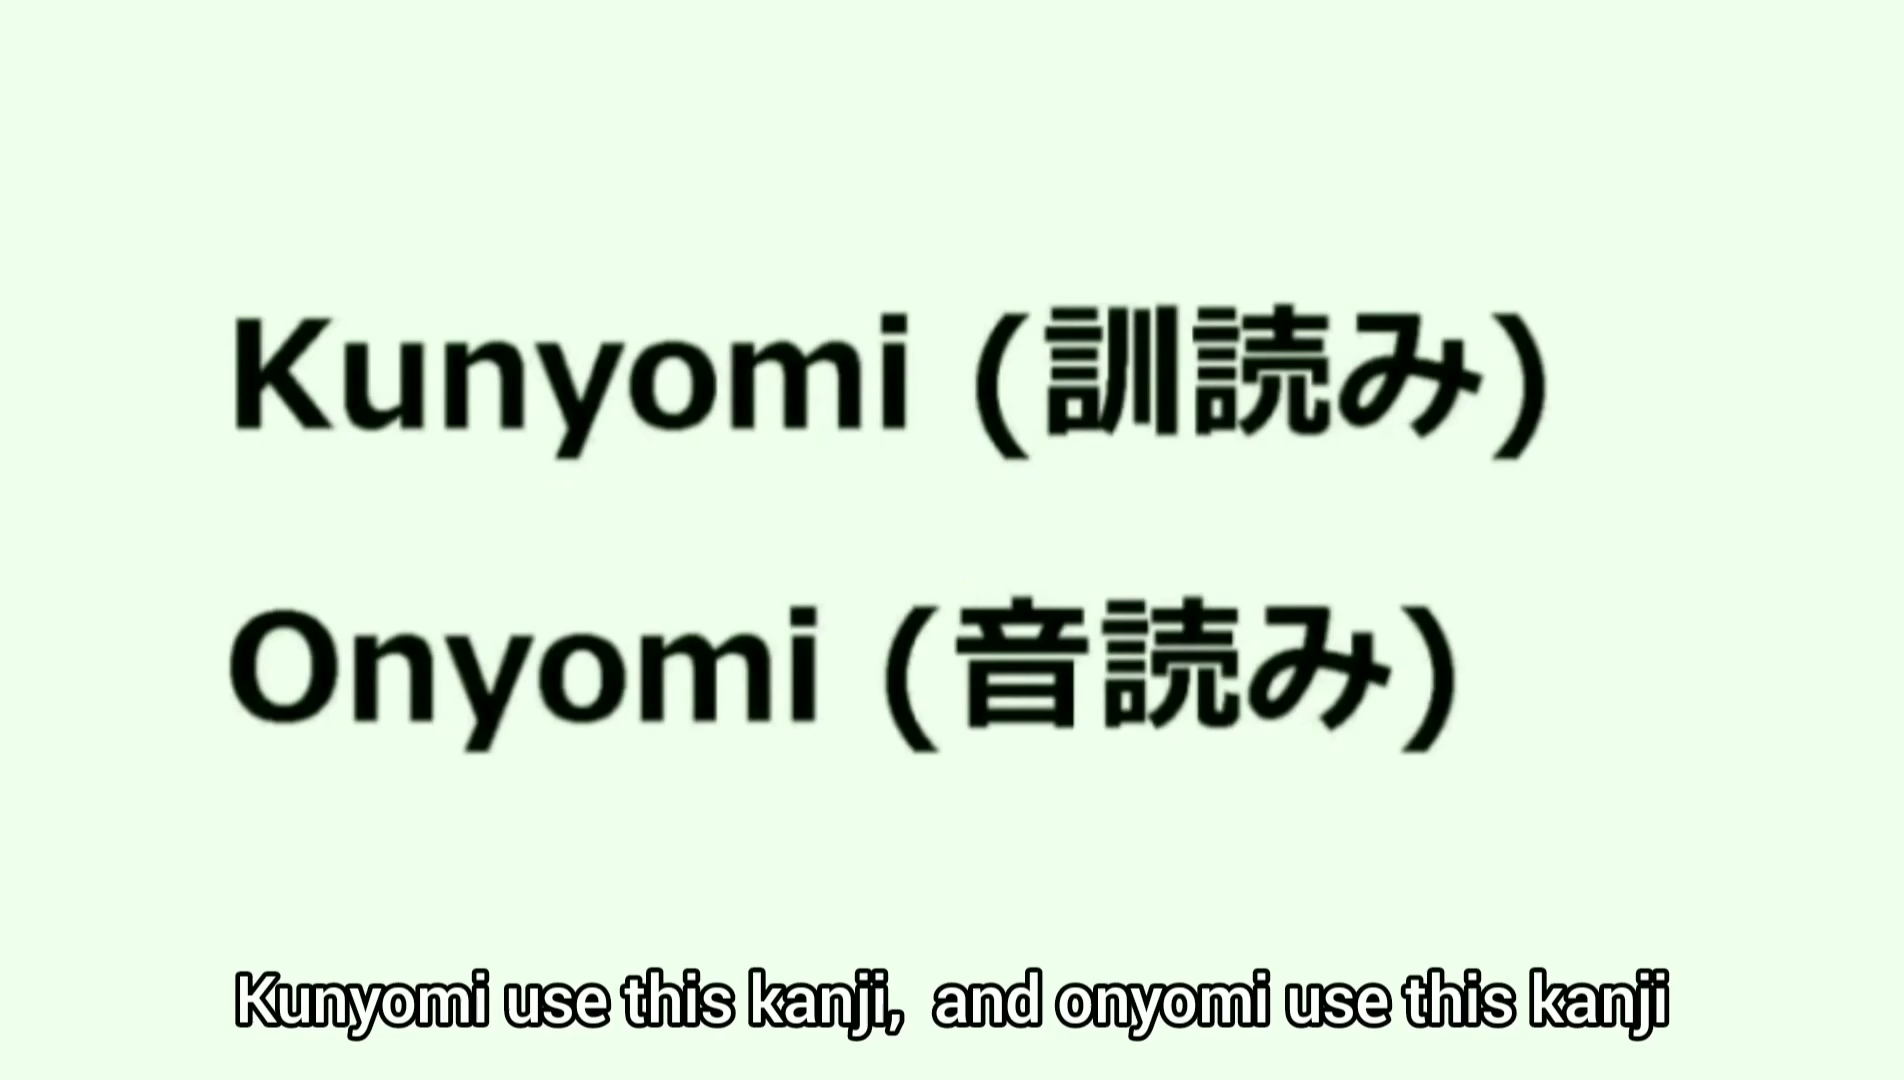 Kunyomi (訓読み)
Onyomi (音読み)
Kunyomi use this kanji, and onyomi use this kanji